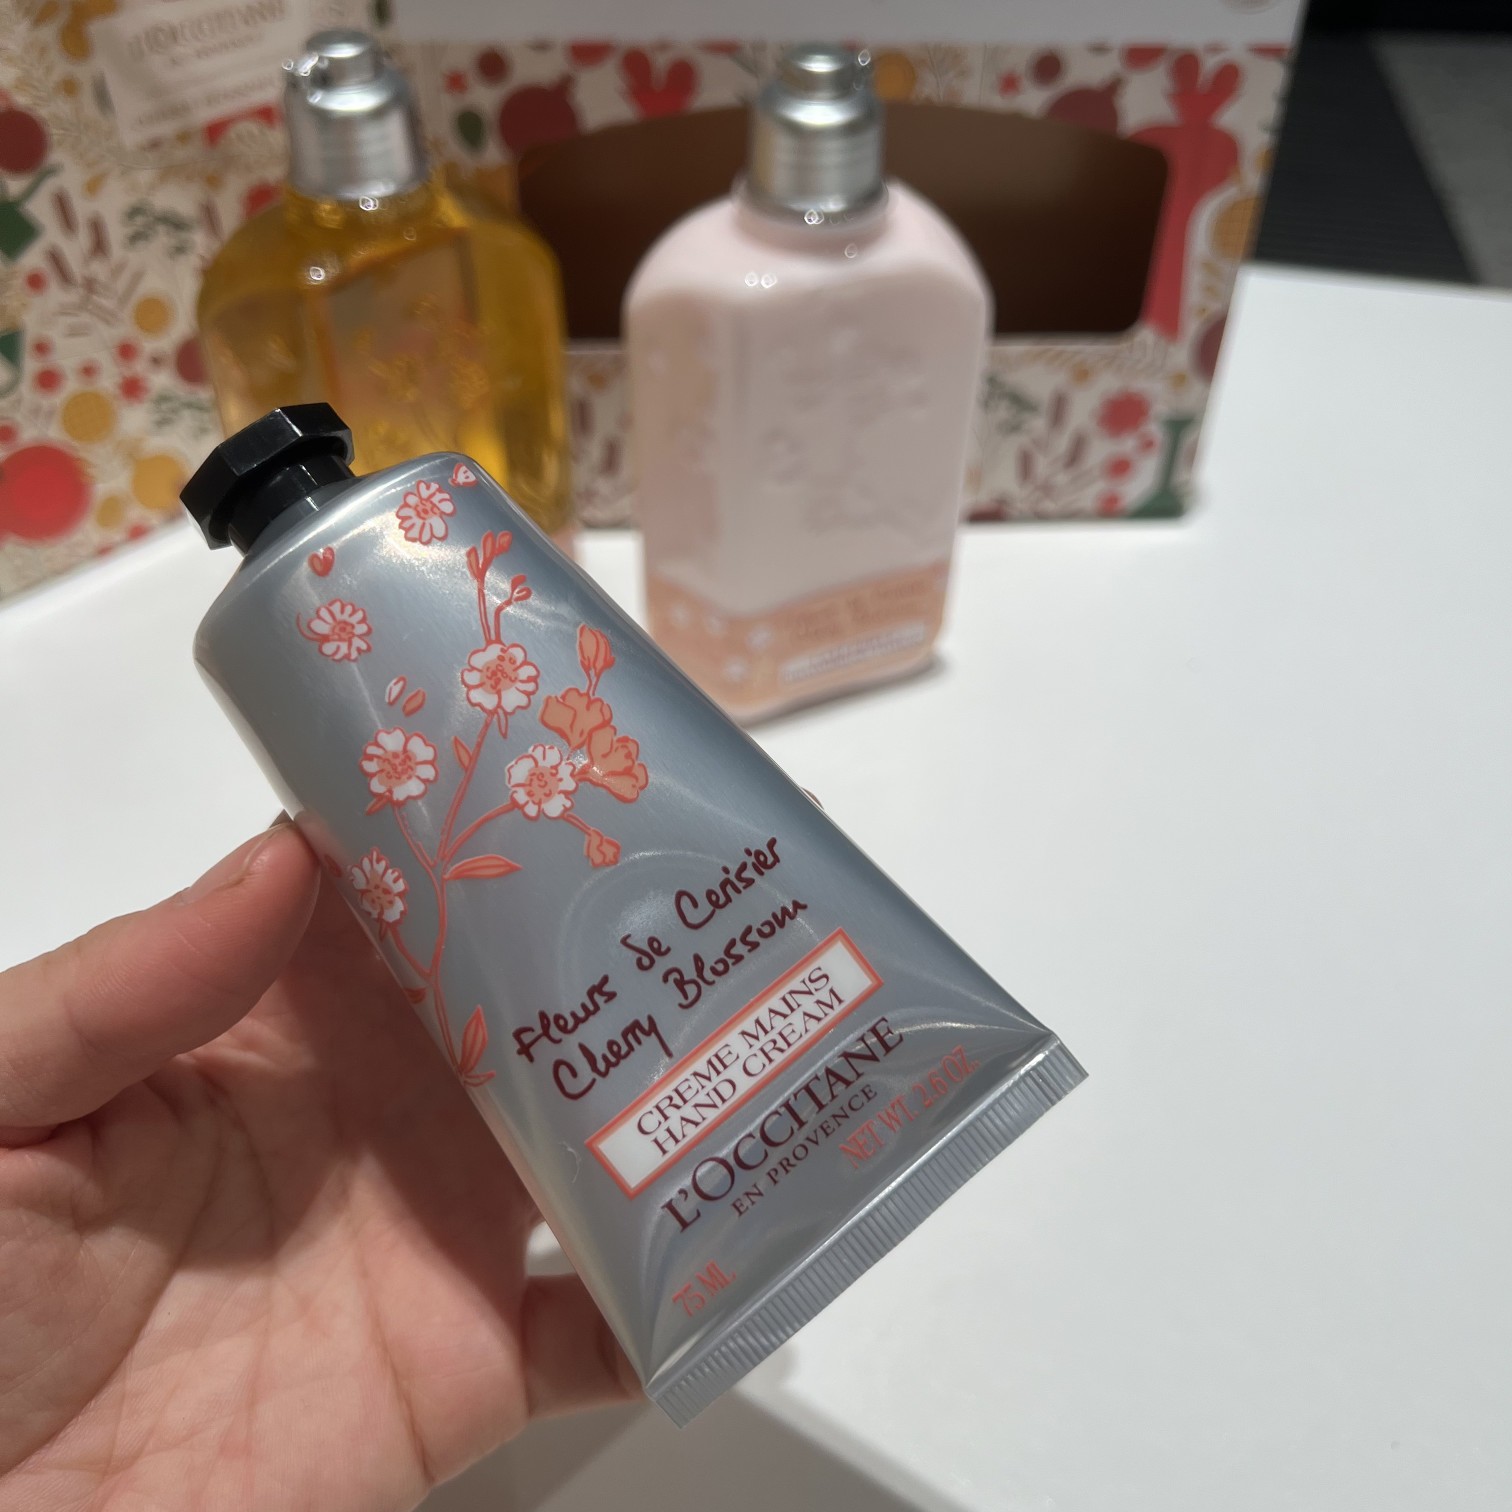 L'OCCITANE
Fleurs de Cerisier
Cherry Blossom
CREME MAINS
HAND CREAM
L'OCCITANE
EN PROVENCE
NET WT. 2.6 OZ.
75 ML